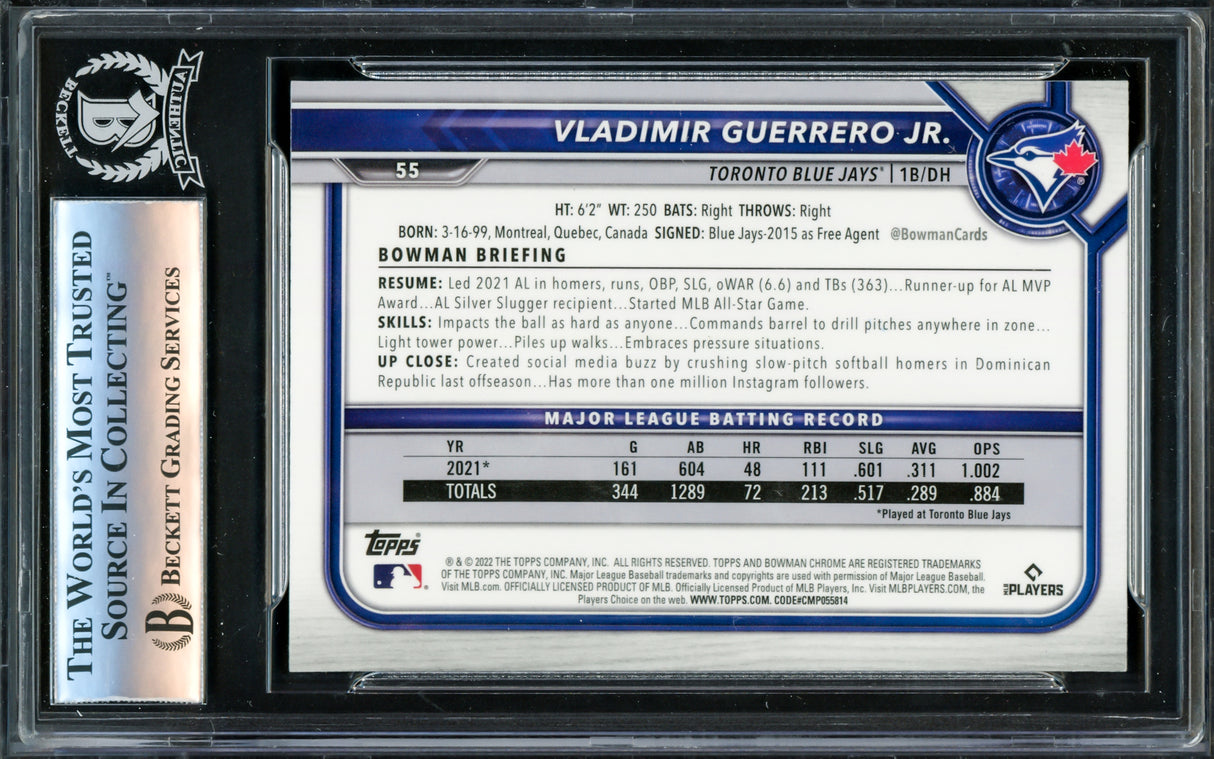 BECKETT
B
AUTHENTIC
THE WORLD'S MOST TRUSTED
SOURCE IN COLLECTING™
B BECKETT GRADING SERVICES
VLADIMIR GUERRERO JR.
55
TORONTO BLUE JAYS® | 1B/DH
HT: 6'2" WT: 250 BATS: Right THROWS: Right
BORN: 3-16-99, Montreal, Quebec, Canada SIGNED: Blue Jays-2015 as Free Agent @BowmanCards
BOWMAN BRIEFING
RESUME: Led 2021 AL in homers, runs, OBP, SLG, oWAR (6.6) and TBs (363)...Runner-up for AL MVP
Award...AL Silver Slugger recipient...Started MLB All-Star Game.
SKILLS: Impacts the ball as hard as anyone...Commands barrel to drill pitches anywhere in zone...
Light tower power...Piles up walks...Embraces pressure situations.
UP CLOSE: Created social media buzz by crushing slow-pitch softball homers in Dominican
Republic last offseason...Has more than one million Instagram followers.
MAJOR LEAGUE BATTING RECORD
YR G AB HR RBI SLG AVG OPS
2021* 161 604 48 111 .601 .311 1.002
TOTALS 344 1289 72 213 .517 .289 .884
*Played at Toronto Blue Jays
Topps®
® & © 2022 THE TOPPS COMPANY, INC. ALL RIGHTS RESERVED. TOPPS AND BOWMAN CHROME ARE REGISTERED TRADEMARKS
OF THE TOPPS COMPANY, INC. Major League Baseball trademarks and copyrights are used with permission of Major League Baseball.
Visit MLB.com. OFFICIALLY LICENSED PRODUCT OF MLB. Officially Licensed Product of MLB Players, Inc. Visit MLBPLAYERS.COM, the
Players Choice on the web. WWW.TOPPS.COM. CODE#CMP055814
MLB PLAYERS